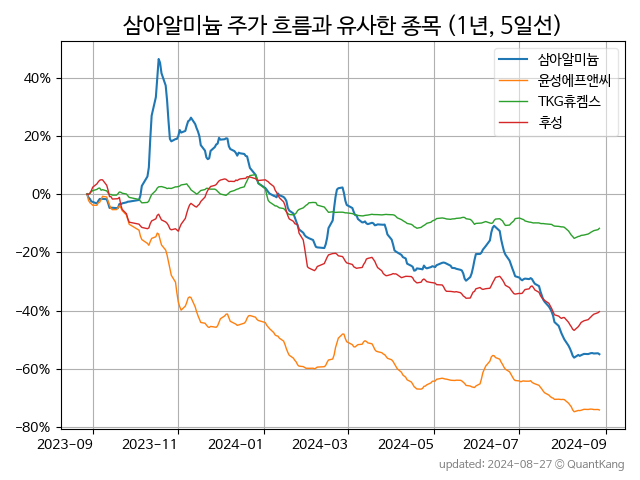 삼아알미늄 주가 흐름과 유사한 종목 (1년, 5일선)
삼아알미늄
윤성에프앤씨
TKG휴켐스
후성
40%
20%
0%
−20%
−40%
−60%
−80%
2023-09
2023-11
2024-01
2024-03
2024-05
2024-07
2024-09
updated: 2024-08-27 © QuantKang